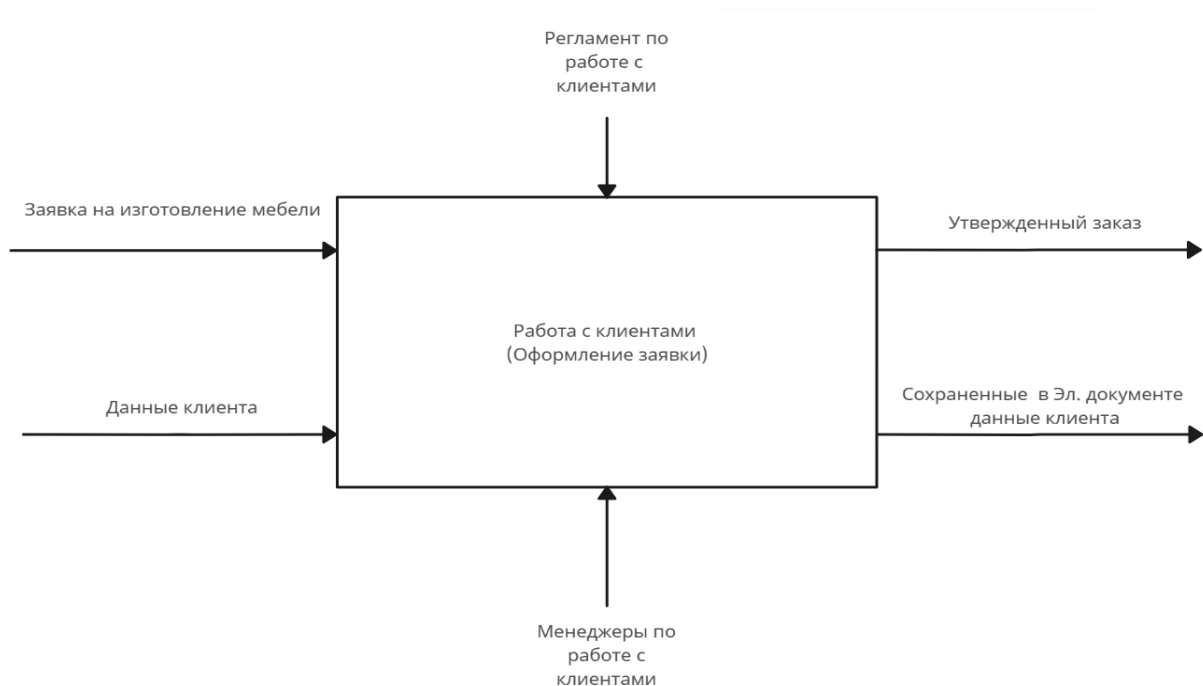 Регламент по
работе с
клиентами
Заявка на изготовление мебели
Утвержденный заказ
Работа с клиентами
(Оформление заявки)
Данные клиента
Сохраненные в Эл. документе
данные клиента
Менеджеры по
работе с
клиентами